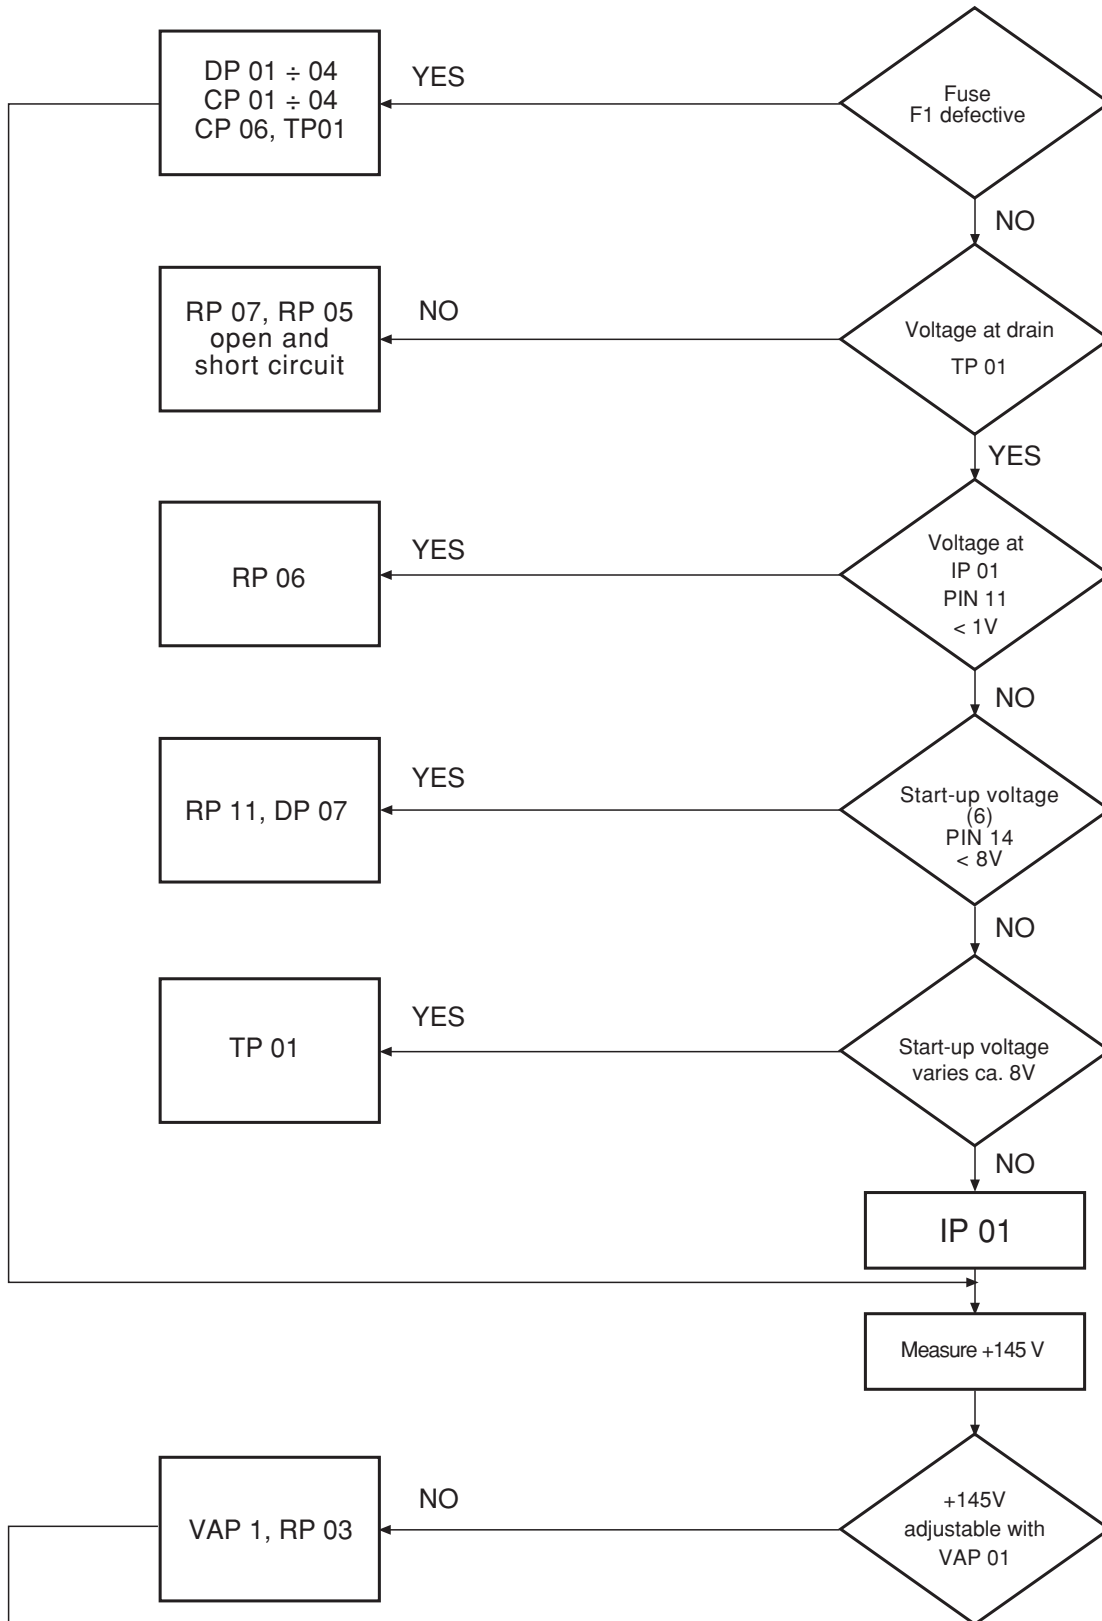 DP 01 ÷ 04
CP 01 ÷ 04
CP 06, TP01
YES
Fuse
F1 defective
NO
RP 07, RP 05
open and
short circuit
NO
Voltage at drain
TP 01
YES
RP 06
YES
Voltage at
IP 01
PIN 11
< 1V
NO
RP 11, DP 07
YES
Start-up voltage
(6)
PIN 14
< 8V
NO
TP 01
YES
Start-up voltage
varies ca. 8V
NO
IP 01
Measure +145 V
VAP 1, RP 03
NO
+145V
adjustable with
VAP 01